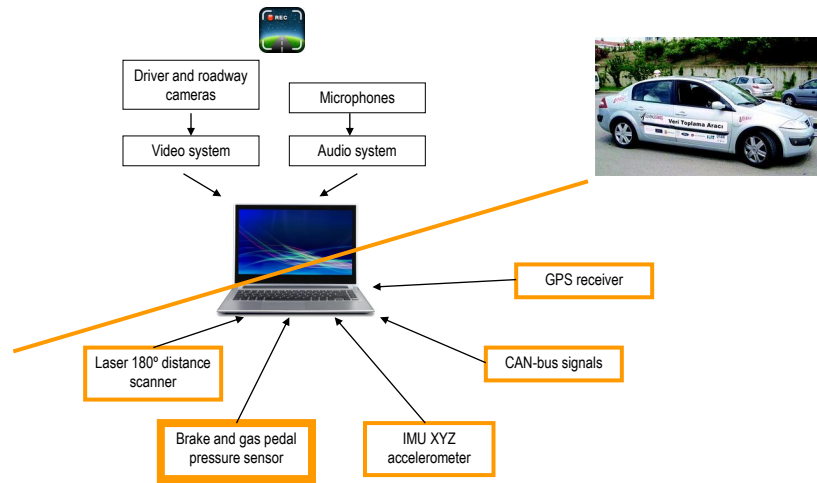 REC
Driver and roadway
cameras
Microphones
Video system
Audio system
Veri Toplama Aracı
GPS receiver
Laser 180º distance
scanner
CAN-bus signals
Brake and gas pedal
pressure sensor
IMU XYZ
accelerometer